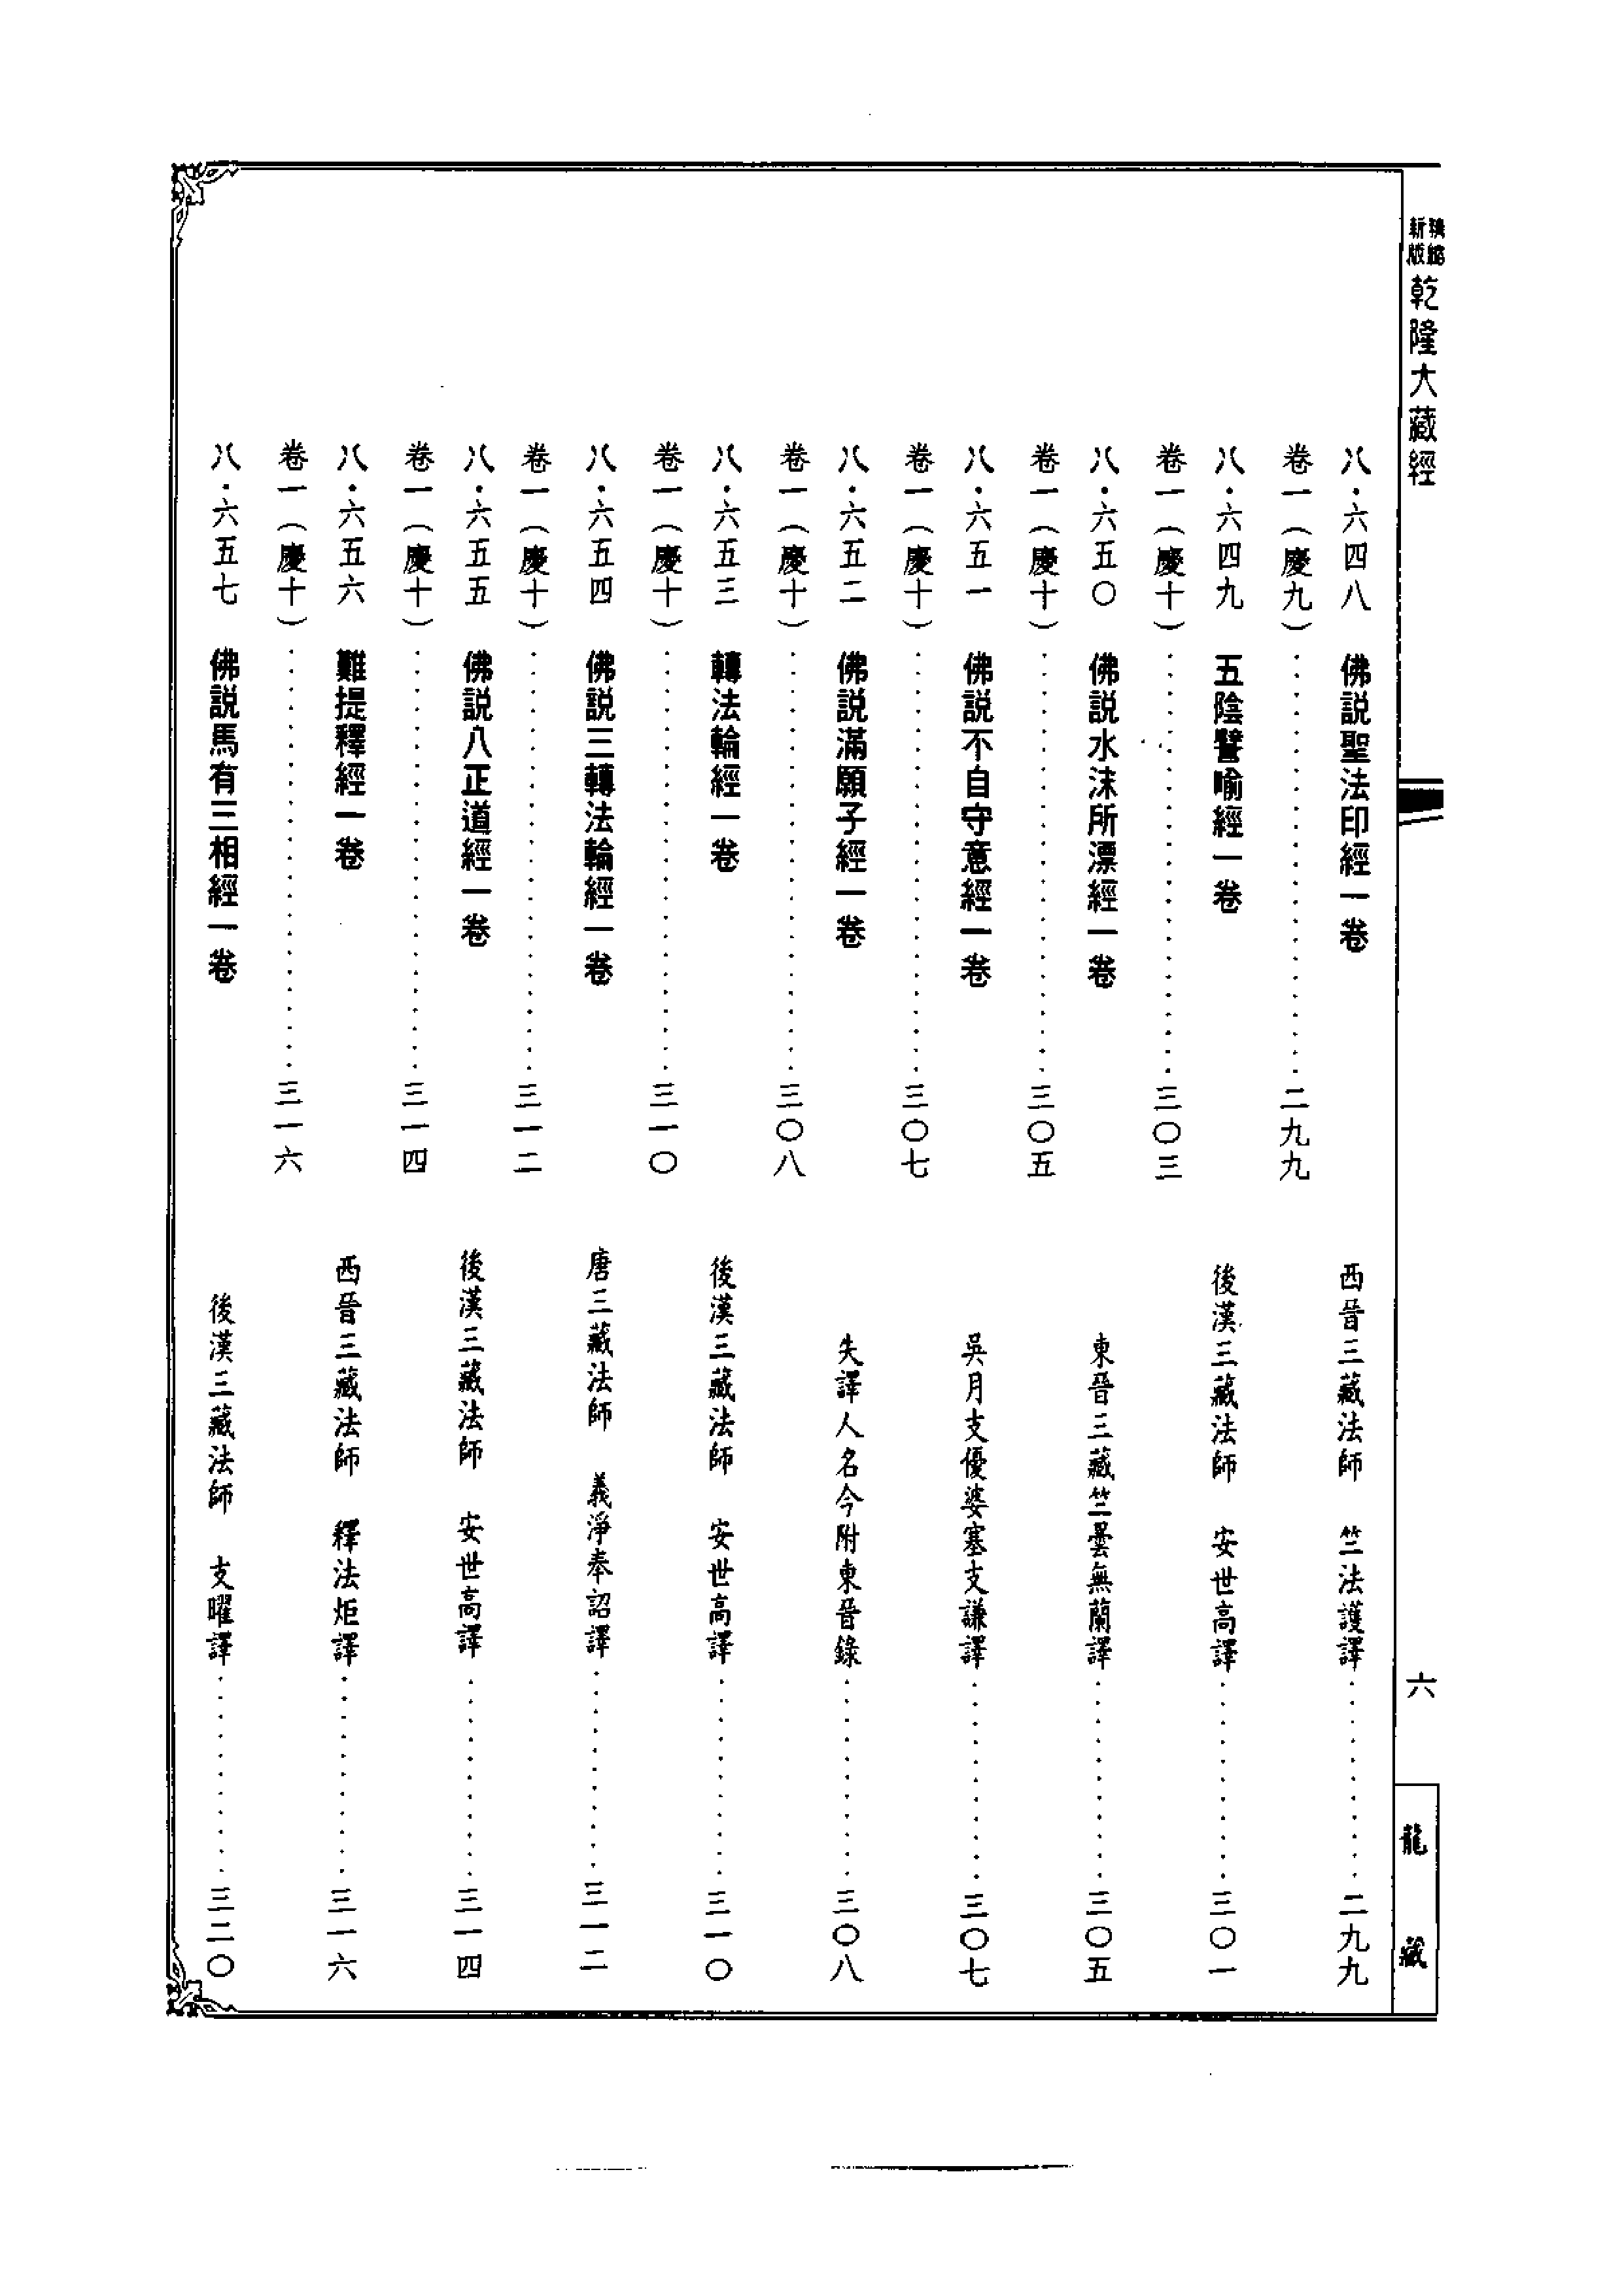 新版
乾隆大藏經
六
龍藏
八·六四八　佛説聖法印經一卷　西晉三藏法師　竺法護譯…………二九九
卷一（慶九）…………二九九
八·六四九　五陰譬喻經一卷　後漢三藏法師　安世高譯…………三〇一
卷一（慶十）…………三〇三
八·六五〇　佛説水沫所漂經一卷　東晉三藏竺曇無蘭譯…………三〇五
卷一（慶十）…………三〇五
八·六五一　佛説不自守意經一卷　吳月支優婆塞支謙譯…………三〇七
卷一（慶十）…………三〇七
八·六五二　佛説滿願子經一卷　失譯人名今附東晉錄…………三〇八
卷一（慶十）…………三〇八
八·六五三　轉法輪經一卷　後漢三藏法師　安世高譯…………三一〇
卷一（慶十）…………三一〇
八·六五四　佛説三轉法輪經一卷　唐三藏法師　義淨奉詔譯…………三一二
卷一（慶十）…………三一二
八·六五五　佛説八正道經一卷　後漢三藏法師　安世高譯…………三一四
卷一（慶十）…………三一四
八·六五六　難提釋經一卷　西晉三藏法師　釋法炬譯…………三一六
卷一（慶十）…………三一六
八·六五七　佛説馬有三相經一卷　後漢三藏法師　支曜譯…………三二〇